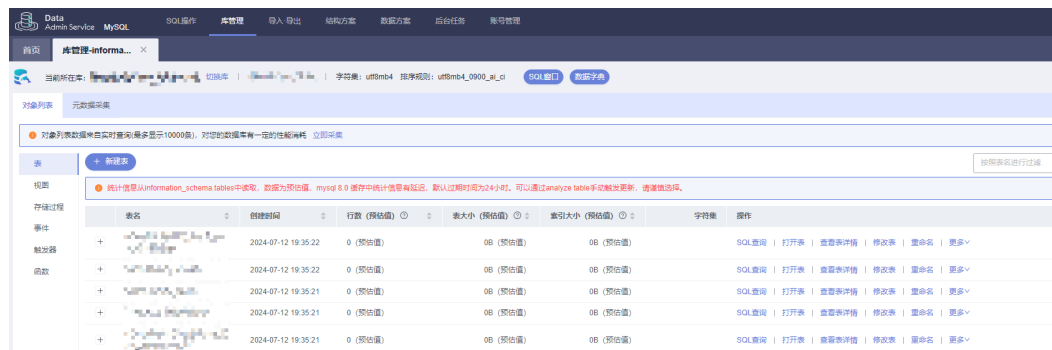 Data
Admin Service MySQL SQL操作 库管理 导入·导出 结构方案 数据方案 后台任务 账号管理
首页 库管理-informa... ×
当前所在库: 切换库 | | 字符集: utf8mb4 排序规则: utf8mb4_0900_ai_ci SQL窗口 数据字典
对象列表 元数据采集
对象列表数据来自实时查询(最多显示10000条)，对您的数据库有一定的性能消耗 立即采集
表 + 新建表 按照表名进行过滤
视图
存储过程
事件
触发器
函数
统计信息从information_schema.tables中读取，数据为预估值，mysql 8.0 缓存中统计信息有延迟，默认过期时间为24小时。可以通过analyze table手动触发更新，请谨慎选择。
表名 创建时间 行数 (预估值) 表大小 (预估值) 索引大小 (预估值) 字符集 操作
+ 2024-07-12 19:35:22 0 (预估值) 0B (预估值) 0B (预估值) SQL查询 | 打开表 | 查看表详情 | 修改表 | 重命名 | 更多
+ 2024-07-12 19:35:22 0 (预估值) 0B (预估值) 0B (预估值) SQL查询 | 打开表 | 查看表详情 | 修改表 | 重命名 | 更多
+ 2024-07-12 19:35:21 0 (预估值) 0B (预估值) 0B (预估值) SQL查询 | 打开表 | 查看表详情 | 修改表 | 重命名 | 更多
+ 2024-07-12 19:35:21 0 (预估值) 0B (预估值) 0B (预估值) SQL查询 | 打开表 | 查看表详情 | 修改表 | 重命名 | 更多
+ 2024-07-12 19:35:21 0 (预估值) 0B (预估值) 0B (预估值) SQL查询 | 打开表 | 查看表详情 | 修改表 | 重命名 | 更多